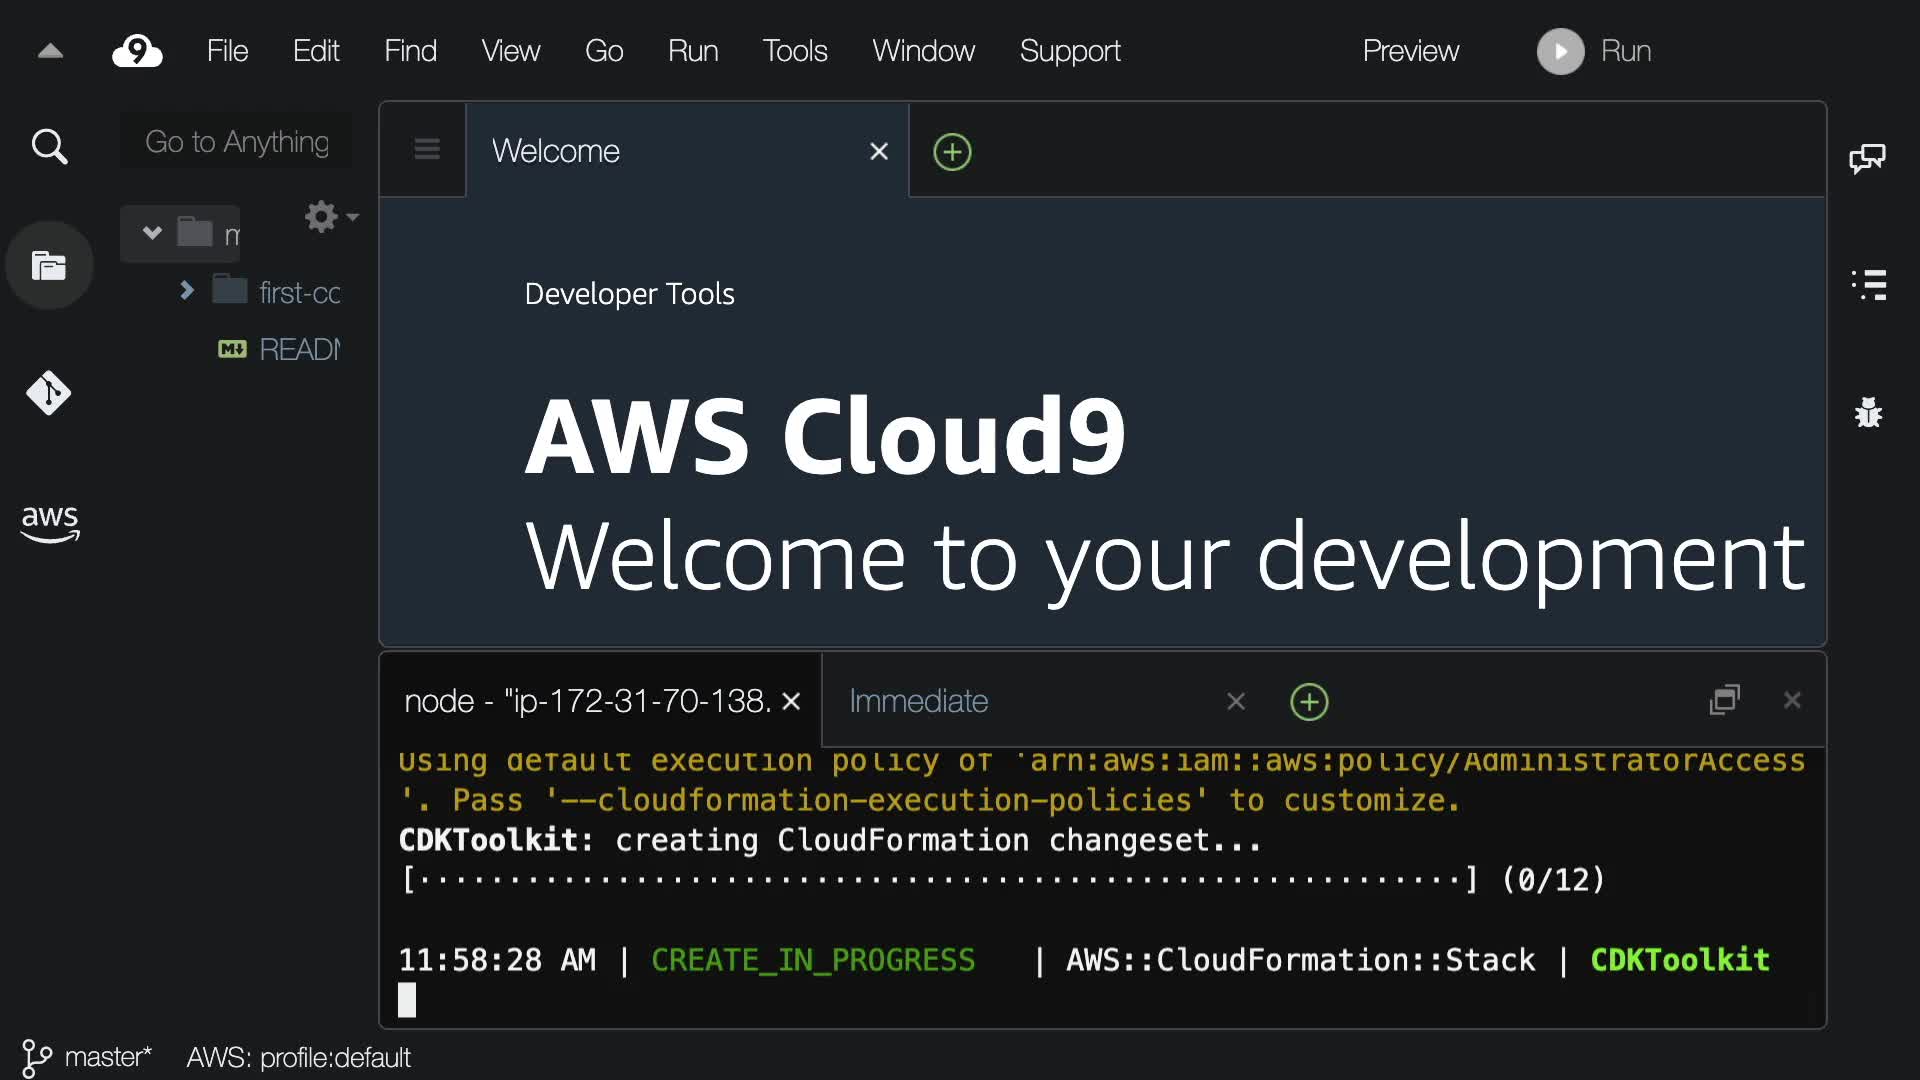 9 File Edit Find View Go Run Tools Window Support Preview Run
Go to Anything
Welcome
m
first-co
READ
Developer Tools
AWS Cloud9
Welcome to your development
aws
node - "ip-172-31-70-138. Immediate
Using default execution policy of 'arn:aws:iam::aws:policy/AdministratorAccess
'. Pass '--cloudformation-execution-policies' to customize.
CDKToolkit: creating CloudFormation changeset...
[··························································] (0/12)
11:58:28 AM | CREATE_IN_PROGRESS | AWS::CloudFormation::Stack | CDKToolkit
master* AWS: profile:default